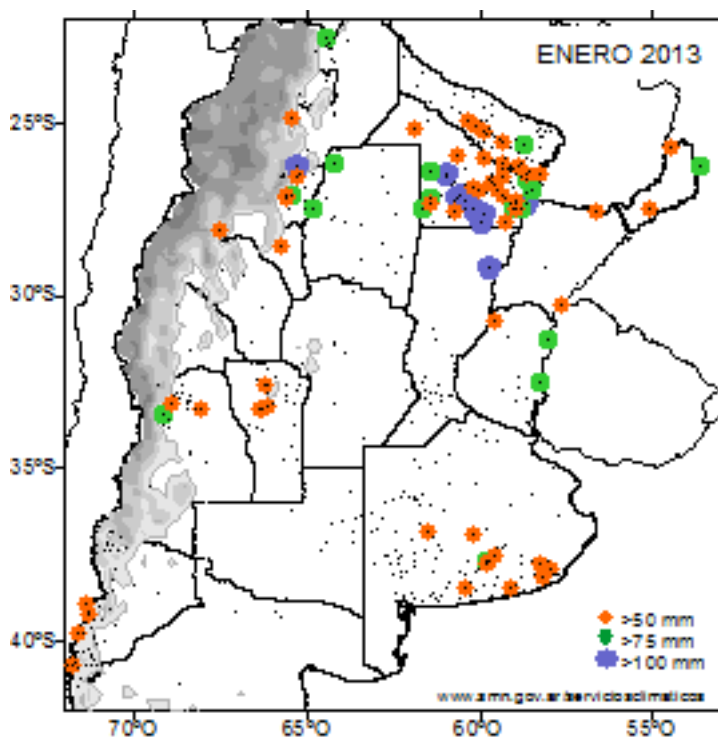 ENERO 2013
25ºS
30ºS
35ºS
40ºS
>50 mm
>75 mm
>100 mm
www.smn.gov.ar/serviciosclimaticos
70ºO
65ºO
60ºO
55ºO